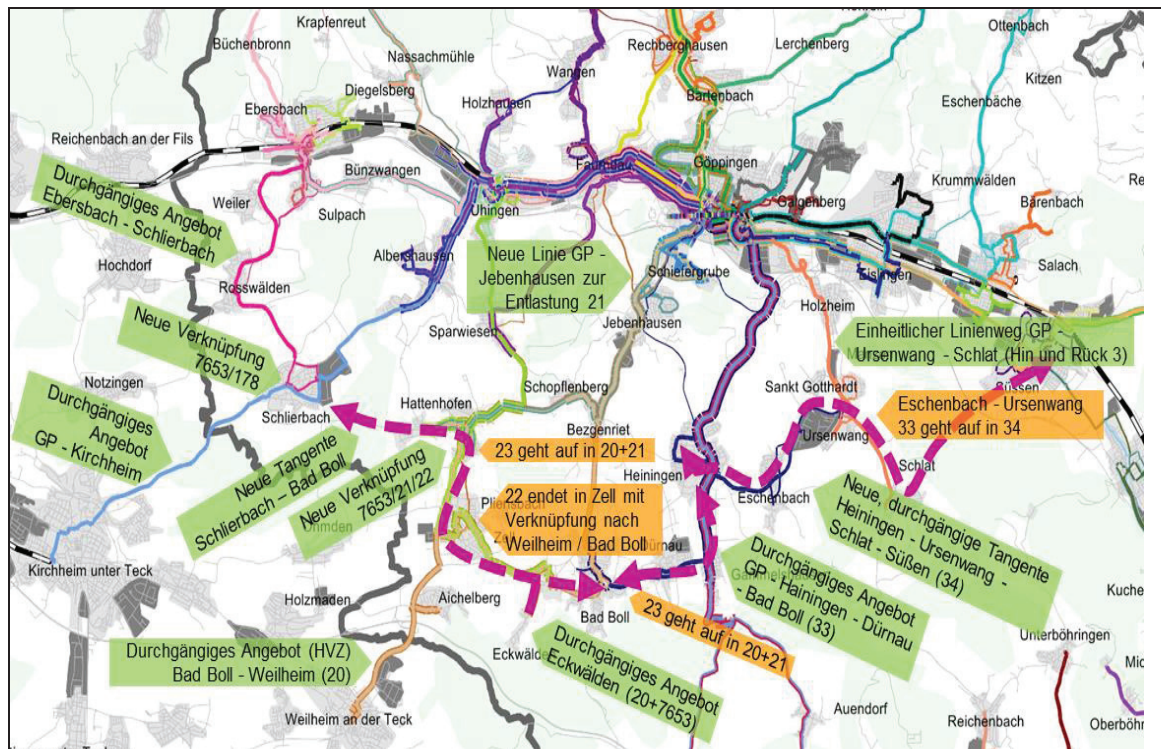 Krapfenreut
Büchenbronn
Nassachmühle
Wangen
Rechberghausen
Lerchenberg
Ottenbach
Kitzen
Diegelsberg
Holzhausen
Bartenbach
Ebersbach
Eschenbäche
Reichenbach an der Fils
Bünzwangen
Faurndau
Göppingen
Krummwälden
Durchgängiges Angebot
Ebersbach - Schlierbach
Weiler
Sulpach
Uhingen
Galgenberg
Bärenbach
Hochdorf
Albershausen
Neue Linie GP -
Jebenhausen zur
Entlastung 21
Schiefergrube
Eislingen
Salach
Rosswälden
Holzheim
Neue Verknüpfung
7653/178
Sparwiesen
Jebenhausen
Einheitlicher Linienweg GP -
Ursenwang - Schlat (Hin und Rück 3)
Notzingen
Schlierbach
Hattenhofen
Schopflenberg
Sankt Gotthardt
Süssen
Durchgängiges
Angebot
GP - Kirchheim
Bezgenriet
Ursenwang
Eschenbach - Ursenwang
33 geht auf in 34
Neue Tangente
Schlierbach – Bad Boll
Neue Verknüpfung
7653/21/22
23 geht auf in 20+21
Heiningen
Eschenbach
Schlat
Pliensbach
22 endet in Zell mit
Verknüpfung nach
Weilheim / Bad Boll
Neue, durchgängige Tangente
Heiningen - Ursenwang -
Schlat - Süßen (34)
Ohmden
Zell
Dürnau
Kirchheim unter Teck
Gammelshausen
Durchgängiges Angebot
GP - Hainingen - Dürnau
- Bad Boll (33)
Kuche
Holzmaden
Aichelberg
Bad Boll
23 geht auf in 20+21
Unterböhringen
Durchgängiges Angebot (HVZ)
Bad Boll - Weilheim (20)
Eckwälden
Durchgängiges Angebot
Eckwälden (20+7653)
Weilheim an der Teck
Auendorf
Reichenbach
Oberböhr